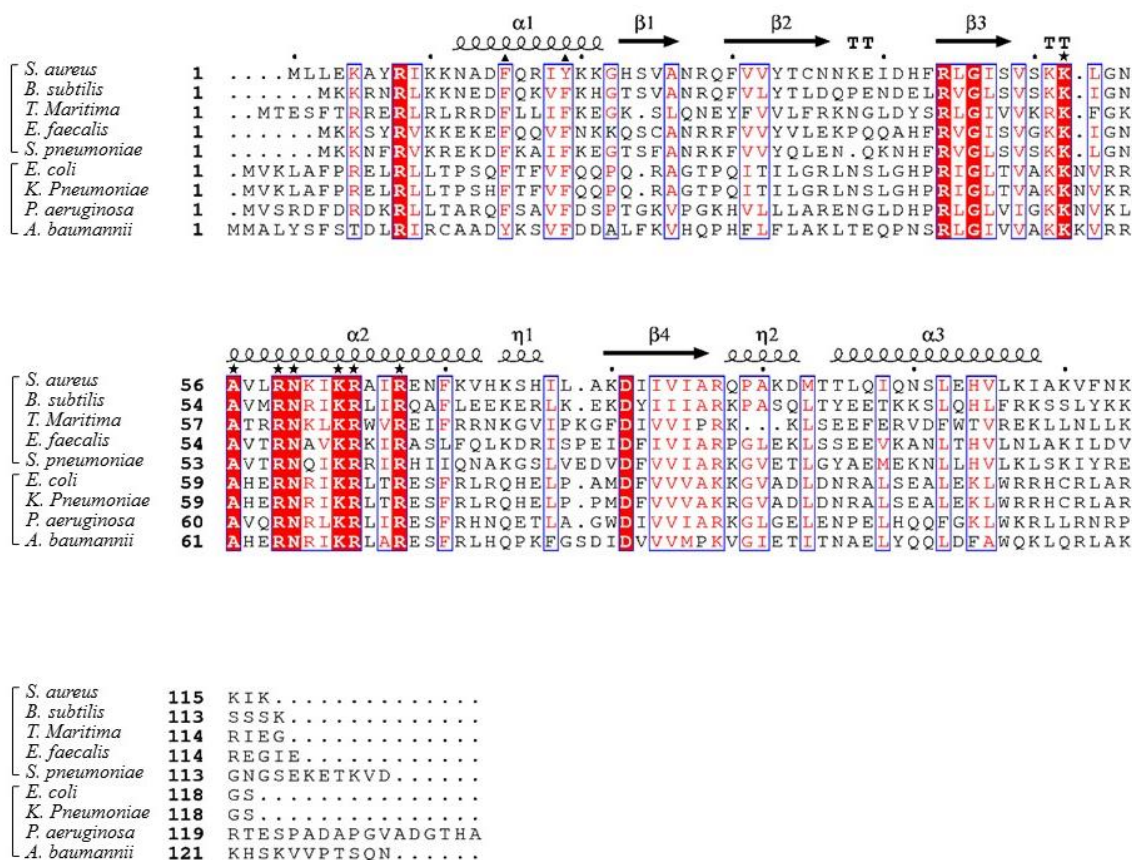 α1 β1 β2 TT β3 TT
S. aureus 1 ....MLLEKAYRIKKNADFQRIYKKGHSVANRQFVVYTCNNKEIDHFRLGISVSKK.LGN
B. subtilis 1 ......MKKRNRLKKNEDFQKVFKHGTSVANRQFVLYTLDQPENDELRVGLSVSKK.IGN
T. Maritima 1 ..MTESFTRRERLRLRRDFLLIFKEGK.SLQNEYFVVLFRKNGLDYSRLGIVVKRK.FGK
E. faecalis 1 ......MKKSYRVKKEKEFQQVFNKKQSCANRRFVVYVLEKPQQAHFRVGISVGKK.IGN
S. pneumoniae 1 ......MKKNFRVKREKDFKAIFKEGTSFANRKFVVYQLEN.QKNHFRVGLSVSKK.LGN
E. coli 1 .MVKLAFPRELRLLTPSQFTFVFQQPQ.RAGTPQITILGRLNSLGHPRIGLTVAKKNVRR
K. Pneumoniae 1 .MVKLAFPRELRLLTPSHFTFVFQQPQ.RAGTPQITILGRLNSLGHPRIGLTVAKKNVKR
P. aeruginosa 1 .MVSRDFDRDKRLLTARQFSAVFDSPTGKVPGKHVLLLARENGLDHPRLGLVIGKKNVKL
A. baumannii 1 MMALYSFSTDLRIRCAADYKSVFDDALFKVHQPHFLFLAKLTEQPNSRLGIVVAKKKVRR
α2 η1 β4 η2 α3
S. aureus 56 AVLRNKIKRAIRENFKVHKSHIL.AKDIIVIARQPAKDMTTLQIQNSLEHVLKIAKVFNK
B. subtilis 54 AVMRNRIKRLIRQAFLEEKERLK.EKDYIIIARKPASQLTYEETKKSLQHLFRKSSLYKK
T. Maritima 57 ATRRNKLKRWVREIFRRNKGVIPKGFDIVVIPRK...KLSEEFERVDFWTVREKLLNLLK
E. faecalis 54 AVTRNAVKRKIRASLFQLKDRISPEIDFIVIARPGLEKLSSEEVKANLTHVLNLAKILDV
S. pneumoniae 53 AVTRNQIKRRIRHIIQNAKGSLVEDVDFVVIARKGVETLGYAEMEKNLLHVLKLSKIYRE
E. coli 59 AHERNRIKRLTRESFRLRQHELP.AMDFVVVAKKGVADLDNRALSEALEKLWRRHCRLAR
K. Pneumoniae 59 AHERNRIKRLTRESFRLRQHELP.PMDFVVVAKKGVADLDNRALSEALEKLWRRHCRLAR
P. aeruginosa 60 AVQRNRLKRLIRESFRHNQETLA.GWDIVVIARKGLGELENPELHQQFGKLWKRLLRNRP
A. baumannii 61 AHERNRIKRLARESFRLHQPKFGSDIDVVVMPKVGIETITNAELYQQLDFAWQKLQRLAK
S. aureus 115 KIK..............
B. subtilis 113 SSSK.............
T. Maritima 114 RIEG.............
E. faecalis 114 REGIE............
S. pneumoniae 113 GNGSEKETKVD......
E. coli 118 GS...............
K. Pneumoniae 118 GS...............
P. aeruginosa 119 RTESPADAPGVADGTHA
A. baumannii 121 KHSKVVPTSQN......